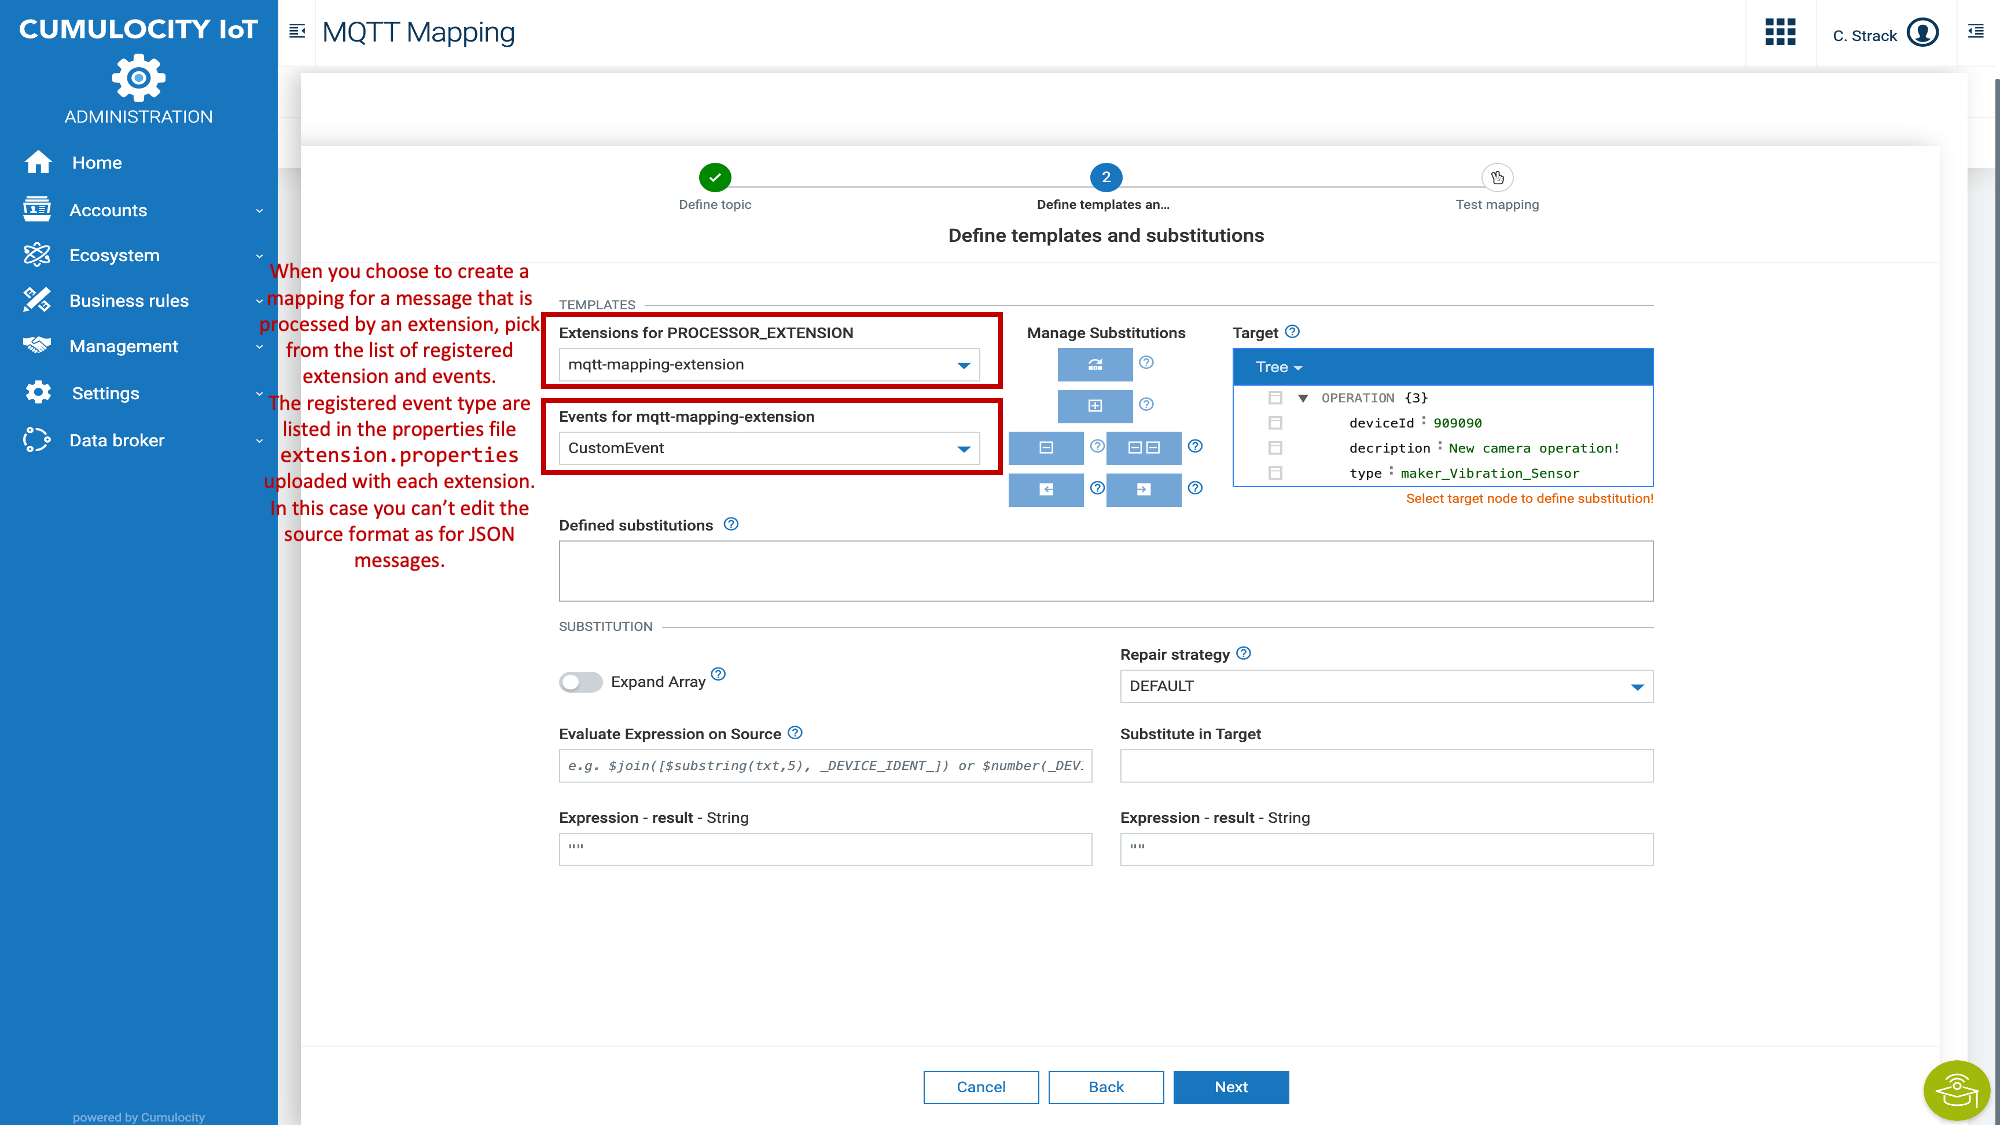 CUMULOCITY IoT
ADMINISTRATION
Home
Accounts
Ecosystem
Business rules
Management
Settings
Data broker
powered by Cumulocity
MQTT Mapping
C. Strack
Define topic
2
Define templates an...
Test mapping
Define templates and substitutions
When you choose to create a
mapping for a message that is
processed by an extension, pick
from the list of registered
extension and events.
The registered event type are
listed in the properties file
extension.properties
uploaded with each extension.
In this case you can't edit the
source format as for JSON
messages.
TEMPLATES
Extensions for PROCESSOR_EXTENSION
mqtt-mapping-extension
Events for mqtt-mapping-extension
CustomEvent
Manage Substitutions
Target
Tree
OPERATION {3}
deviceId : 909090
decription : New camera operation!
type : maker_Vibration_Sensor
Select target node to define substitution!
Defined substitutions
SUBSTITUTION
Expand Array
Repair strategy
DEFAULT
Evaluate Expression on Source
e.g. $join([$substring(txt,5), _DEVICE_IDENT_]) or $number(_DEV:
Substitute in Target
Expression - result - String
""
Expression - result - String
""
Cancel
Back
Next